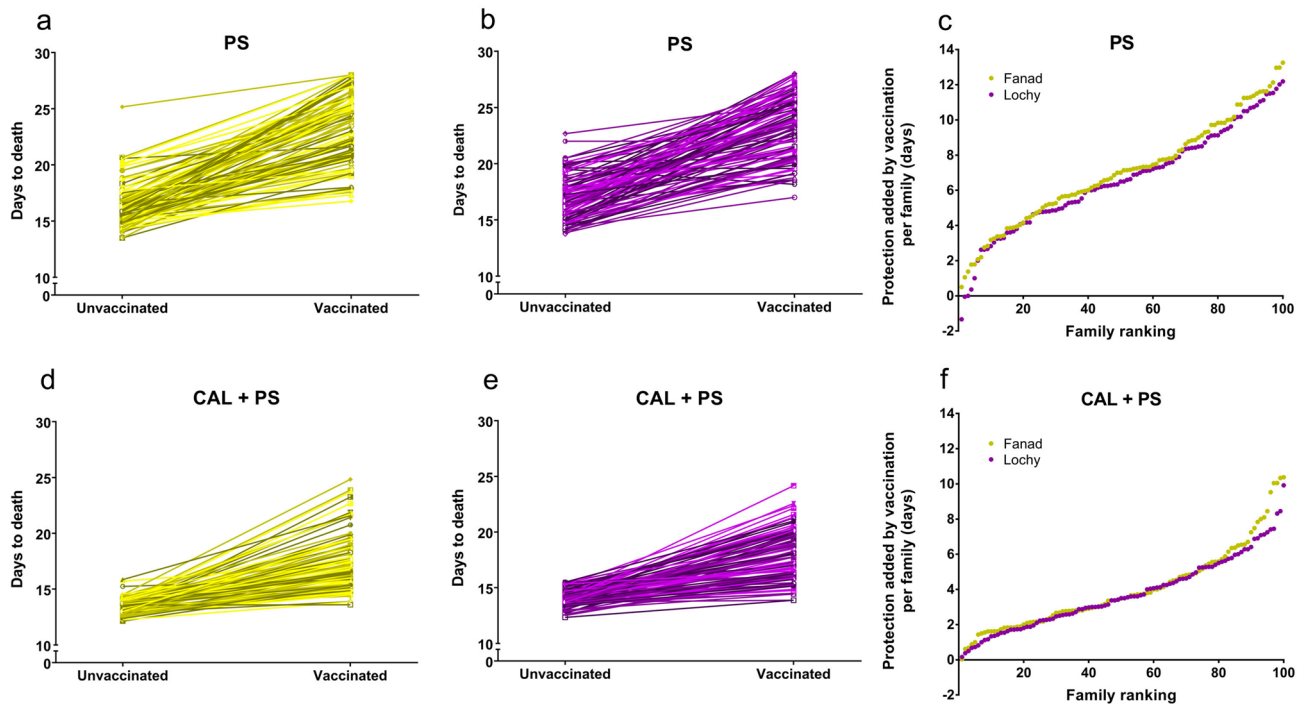 a
PS
30
25
20
15
10
0
Days to death
Unvaccinated
Vaccinated
b
PS
30
25
20
15
10
0
Days to death
Unvaccinated
Vaccinated
c
PS
14
12
10
8
6
4
2
0
-2
Protection added by vaccination
per family (days)
Fanad
Lochy
20 40 60 80 100
Family ranking
d
CAL + PS
30
25
20
15
10
0
Days to death
Unvaccinated
Vaccinated
e
CAL + PS
30
25
20
15
10
0
Days to death
Unvaccinated
Vaccinated
f
CAL + PS
14
12
10
8
6
4
2
0
-2
Protection added by vaccination
per family (days)
Fanad
Lochy
20 40 60 80 100
Family ranking